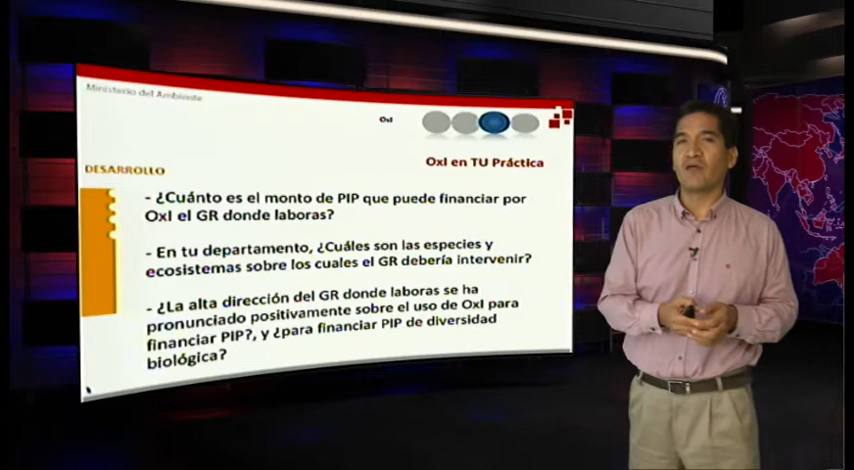 Ministerio del Ambiente
OxI
DESARROLLO
OxI en TU Práctica
- ¿Cuánto es el monto de PIP que puede financiar por
OxI el GR donde laboras?
- En tu departamento, ¿Cuáles son las especies y
ecosistemas sobre los cuales el GR debería intervenir?
- ¿La alta dirección del GR donde laboras se ha
pronunciado positivamente sobre el uso de OxI para
financiar PIP?, y ¿para financiar PIP de diversidad
biológica?